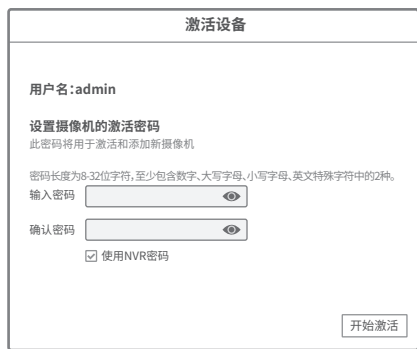 激活设备
用户名:admin
设置摄像机的激活密码
此密码将用于激活和添加新摄像机
密码长度为8-32位字符,至少包含数字、大写字母、小写字母、英文特殊字符中的2种。
输入密码
确认密码
使用NVR密码
开始激活